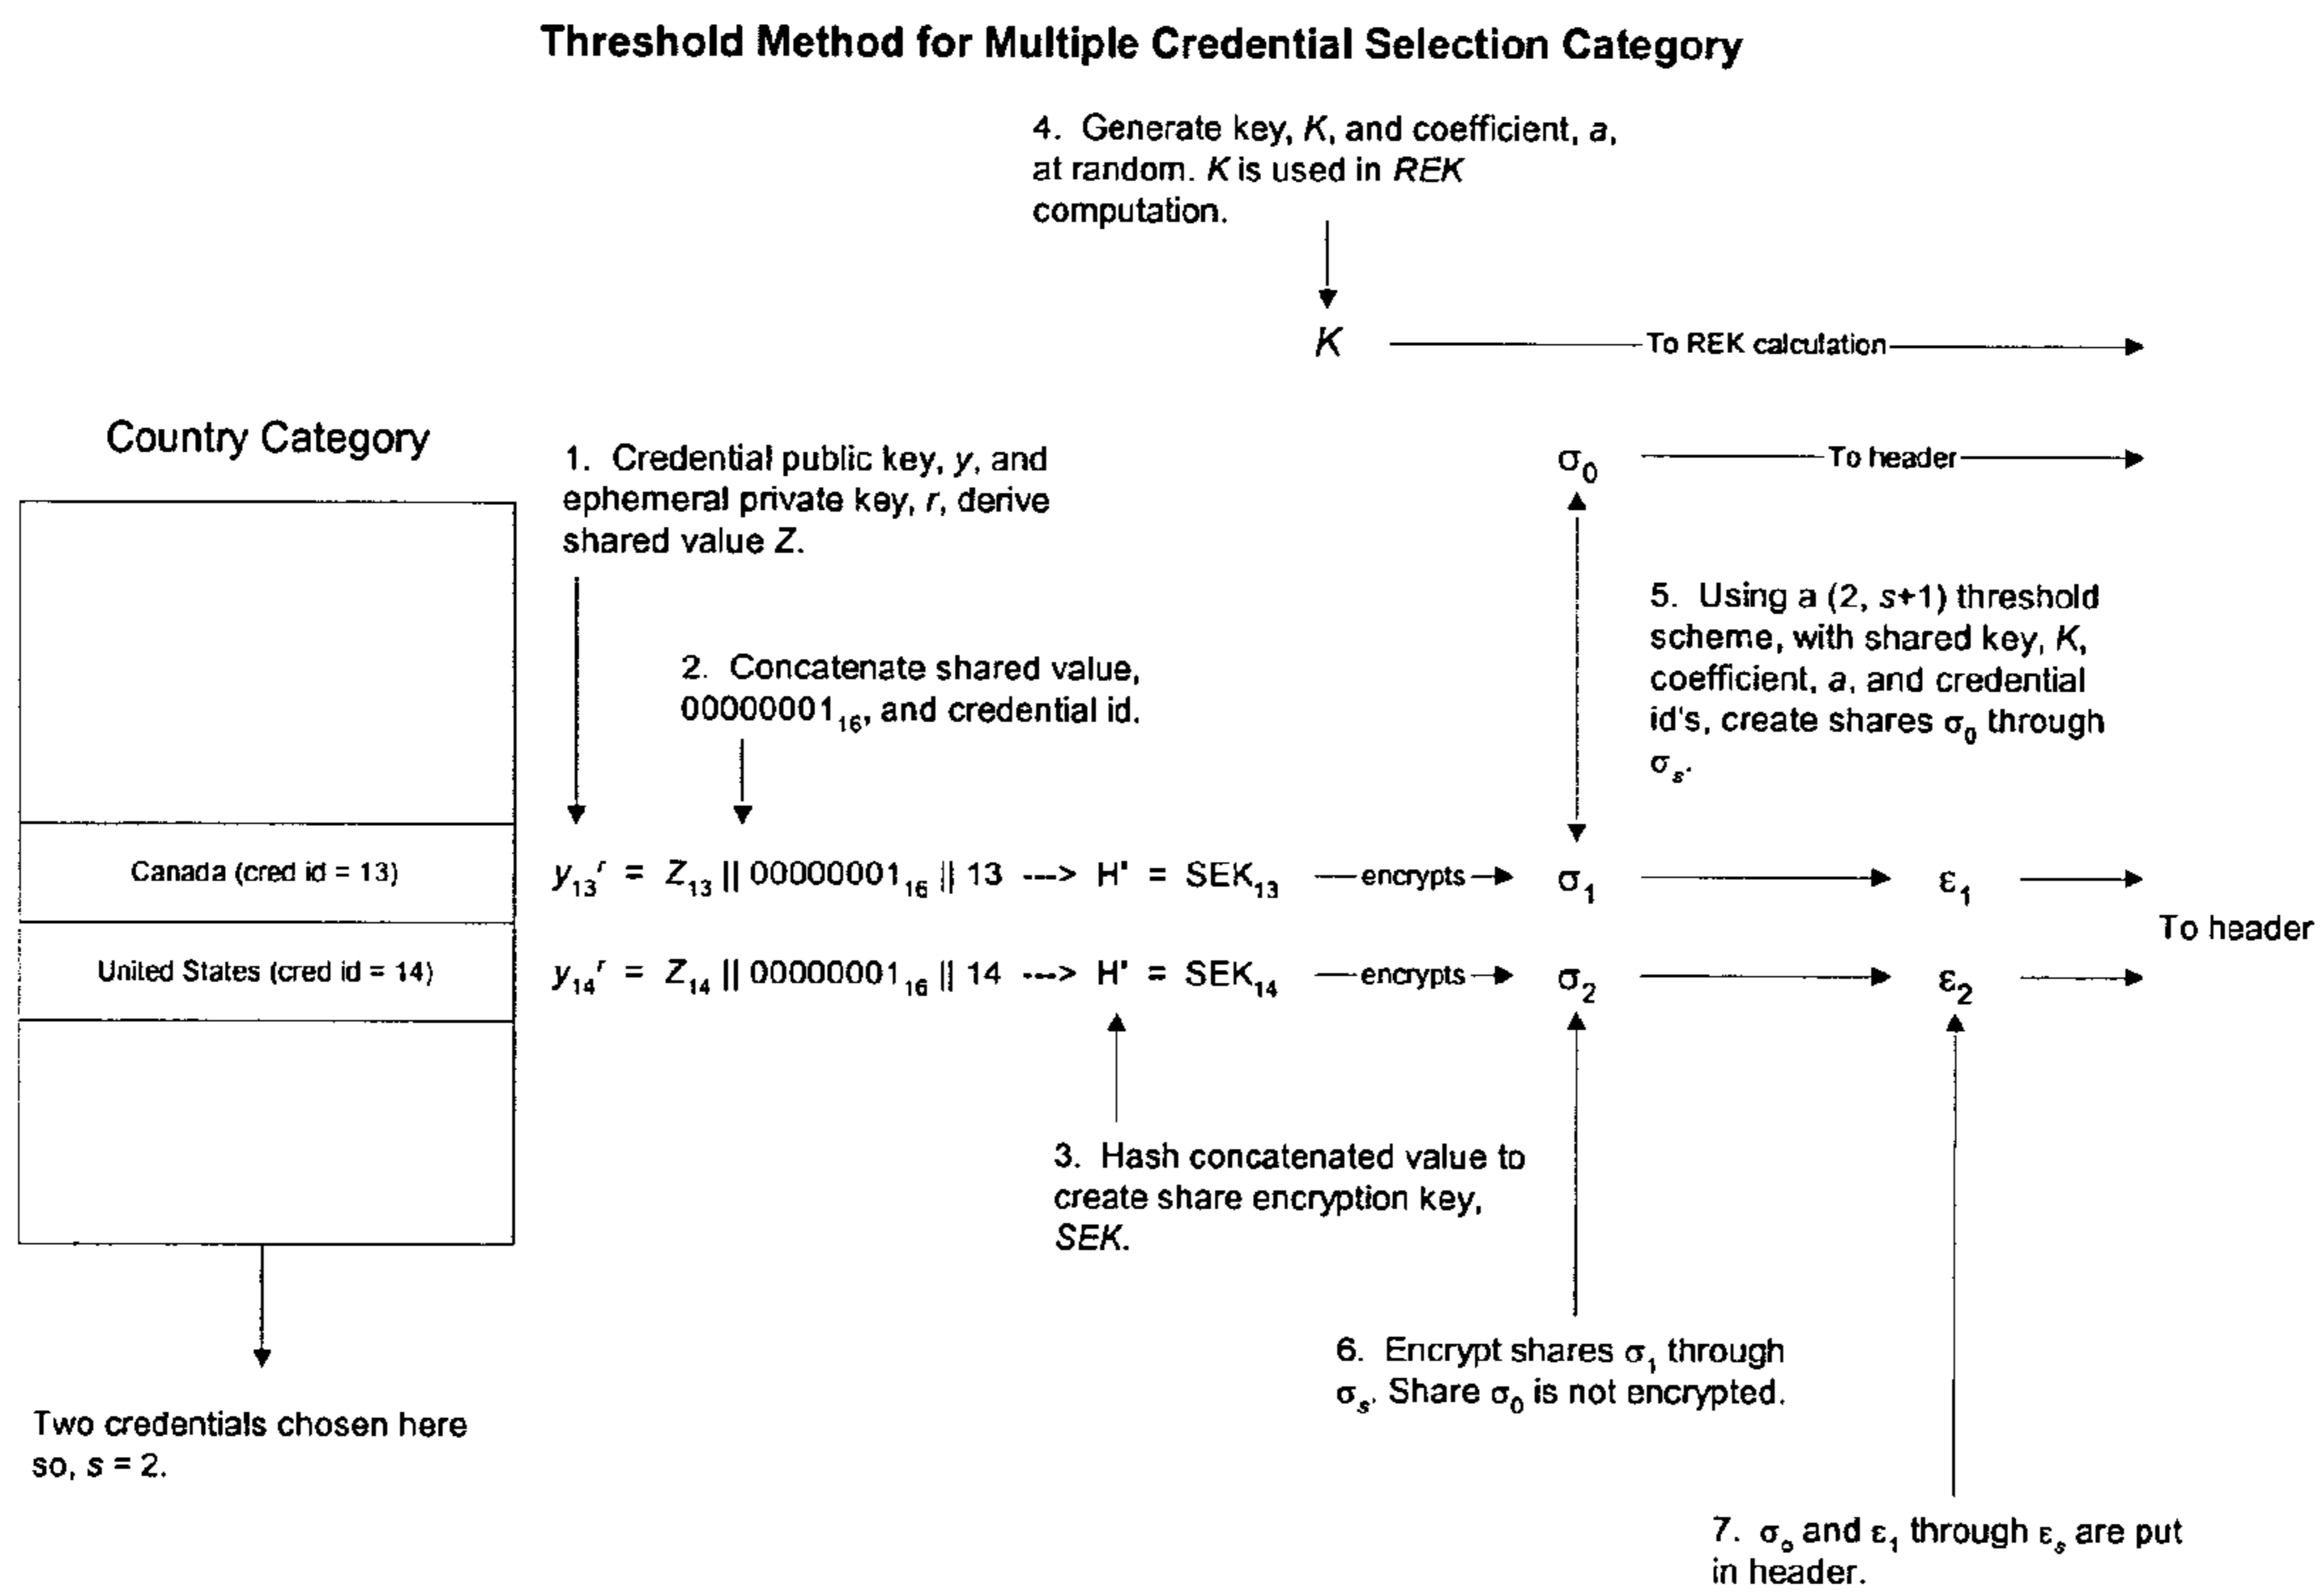 Threshold Method for Multiple Credential Selection Category
4. Generate key, K, and coefficient, a,
at random. K is used in REK
computation.
K
To REK calculation
Country Category
1. Credential public key, y, and
ephemeral private key, r, derive
shared value Z.
σ₀
To header
2. Concatenate shared value,
00000001₁₆, and credential id.
5. Using a (2, s+1) threshold
scheme, with shared key, K,
coefficient, a, and credential
id's, create shares σ₀ through
σₛ.
Canada (cred id = 13)
y₁₃ʳ = Z₁₃ || 00000001₁₆ || 13 ---> H' = SEK₁₃ encrypts σ₁ ε₁
To header
United States (cred id = 14)
y₁₄ʳ = Z₁₄ || 00000001₁₆ || 14 ---> H' = SEK₁₄ encrypts σ₂ ε₂
3. Hash concatenated value to
create share encryption key,
SEK.
6. Encrypt shares σ₁ through
σₛ. Share σ₀ is not encrypted.
Two credentials chosen here
so, s = 2.
7. σ₀ and ε₁ through εₛ are put
in header.